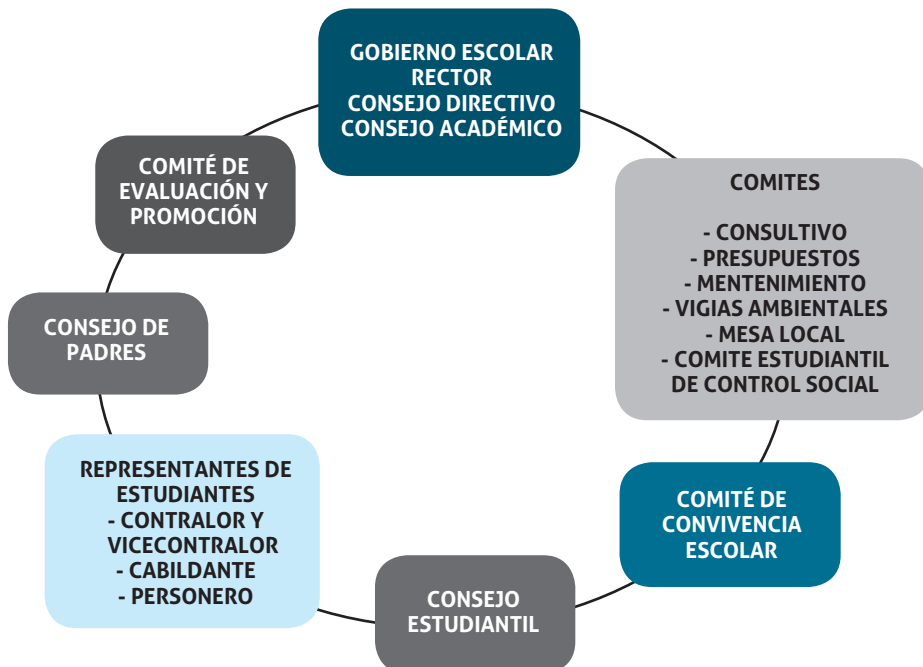 GOBIERNO ESCOLAR
RECTOR
CONSEJO DIRECTIVO
CONSEJO ACADÉMICO
COMITÉ DE
EVALUACIÓN Y
PROMOCIÓN
COMITES
- CONSULTIVO
- PRESUPUESTOS
- MENTENIMIENTO
- VIGIAS AMBIENTALES
- MESA LOCAL
- COMITE ESTUDIANTIL
DE CONTROL SOCIAL
CONSEJO DE
PADRES
REPRESENTANTES DE
ESTUDIANTES
- CONTRALOR Y
VICECONTRALOR
- CABILDANTE
- PERSONERO
COMITÉ DE
CONVIVENCIA
ESCOLAR
CONSEJO
ESTUDIANTIL